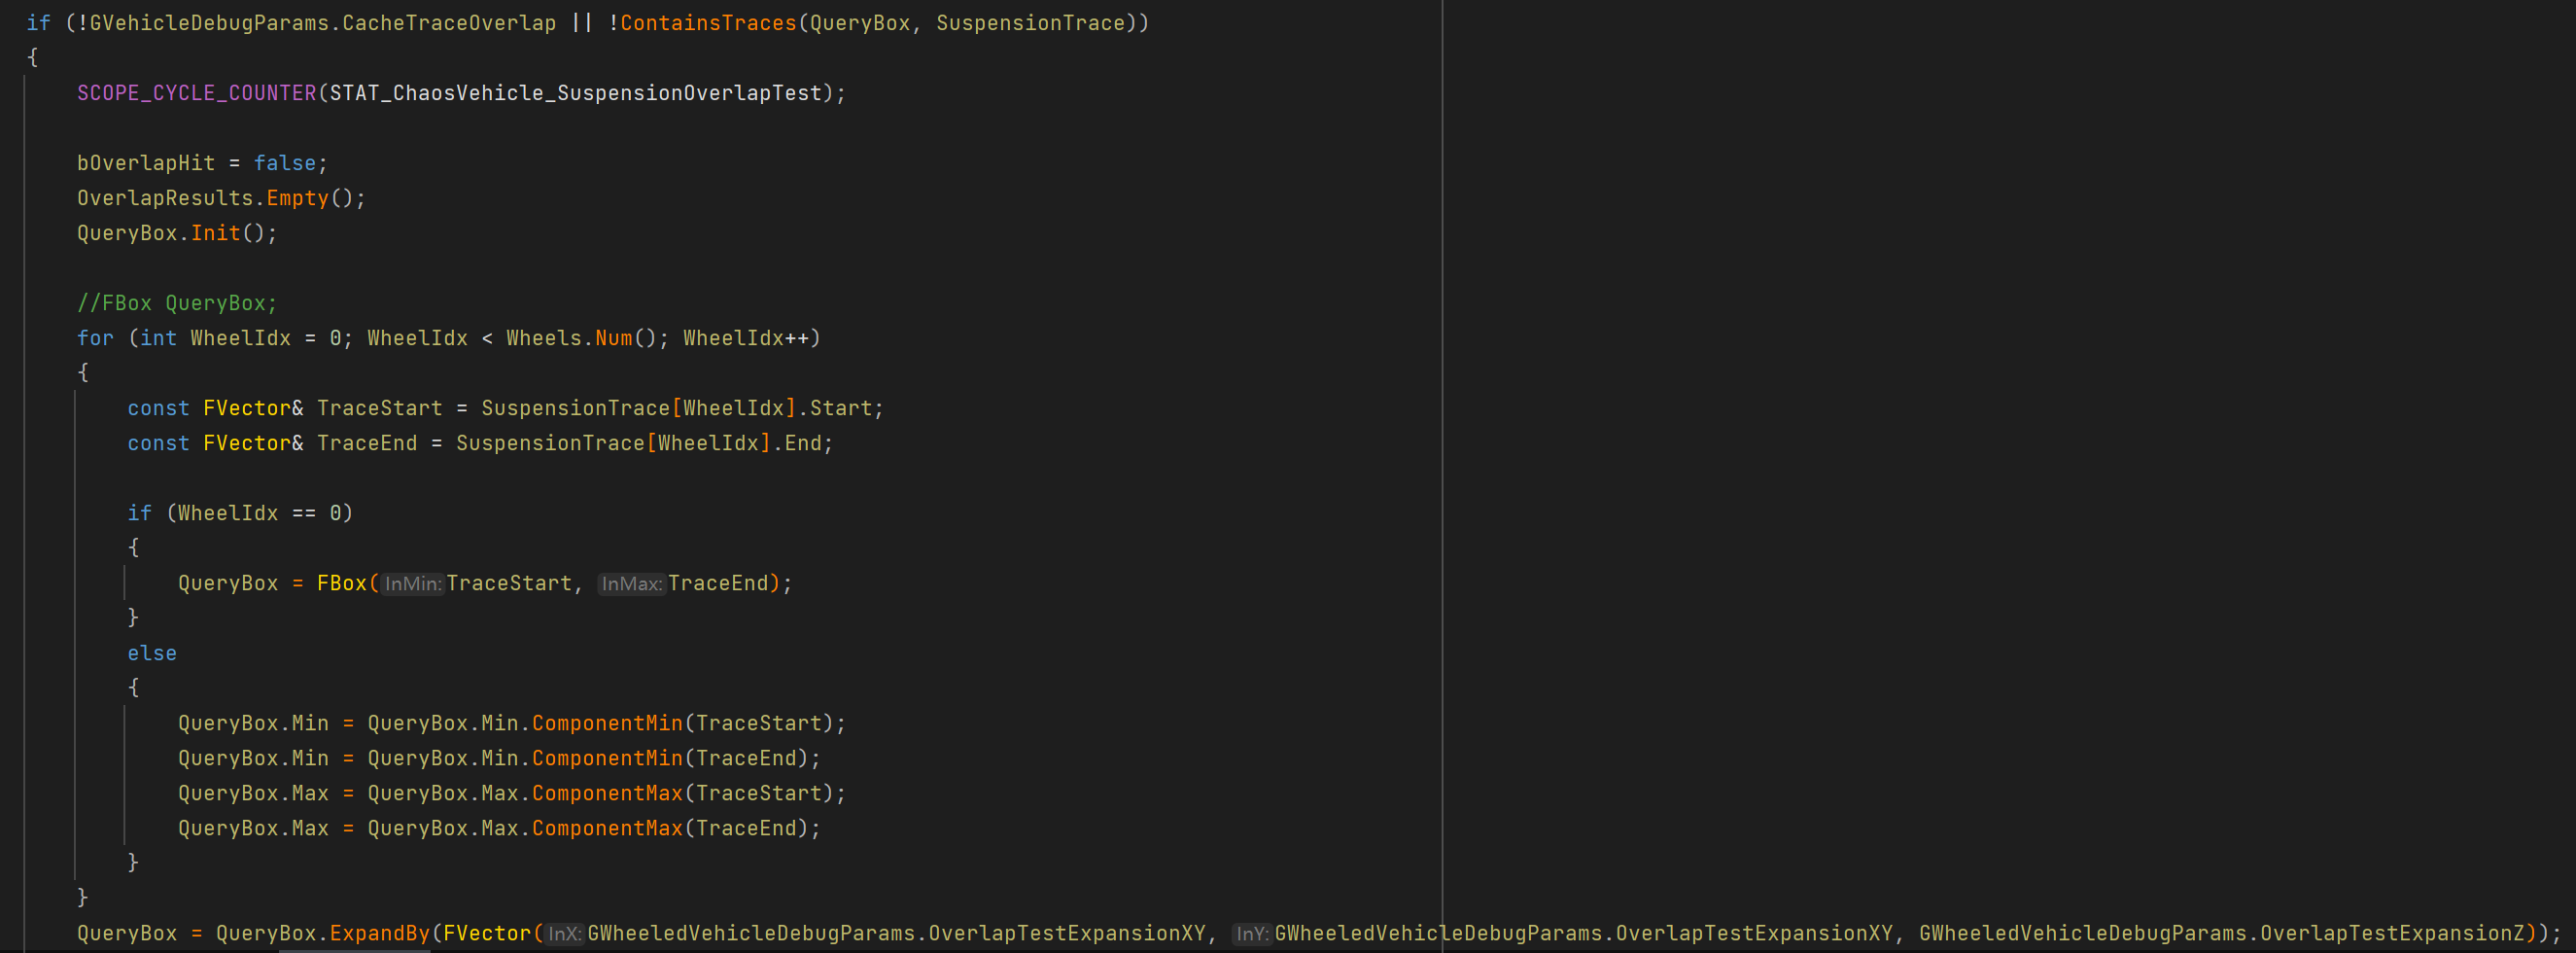 if (!GVehicleDebugParams.CacheTraceOverlap || !ContainsTraces(QueryBox, SuspensionTrace))
{
SCOPE_CYCLE_COUNTER(STAT_ChaosVehicle_SuspensionOverlapTest);
bOverlapHit = false;
OverlapResults.Empty();
QueryBox.Init();
//FBox QueryBox;
for (int WheelIdx = 0; WheelIdx < Wheels.Num(); WheelIdx++)
{
const FVector& TraceStart = SuspensionTrace[WheelIdx].Start;
const FVector& TraceEnd = SuspensionTrace[WheelIdx].End;
if (WheelIdx == 0)
{
QueryBox = FBox( InMin: TraceStart, InMax: TraceEnd);
}
else
{
QueryBox.Min = QueryBox.Min.ComponentMin(TraceStart);
QueryBox.Min = QueryBox.Min.ComponentMin(TraceEnd);
QueryBox.Max = QueryBox.Max.ComponentMax(TraceStart);
QueryBox.Max = QueryBox.Max.ComponentMax(TraceEnd);
}
}
QueryBox = QueryBox.ExpandBy(FVector( InX: GWheeledVehicleDebugParams.OverlapTestExpansionXY, InY: GWheeledVehicleDebugParams.OverlapTestExpansionXY, GWheeledVehicleDebugParams.OverlapTestExpansionZ));